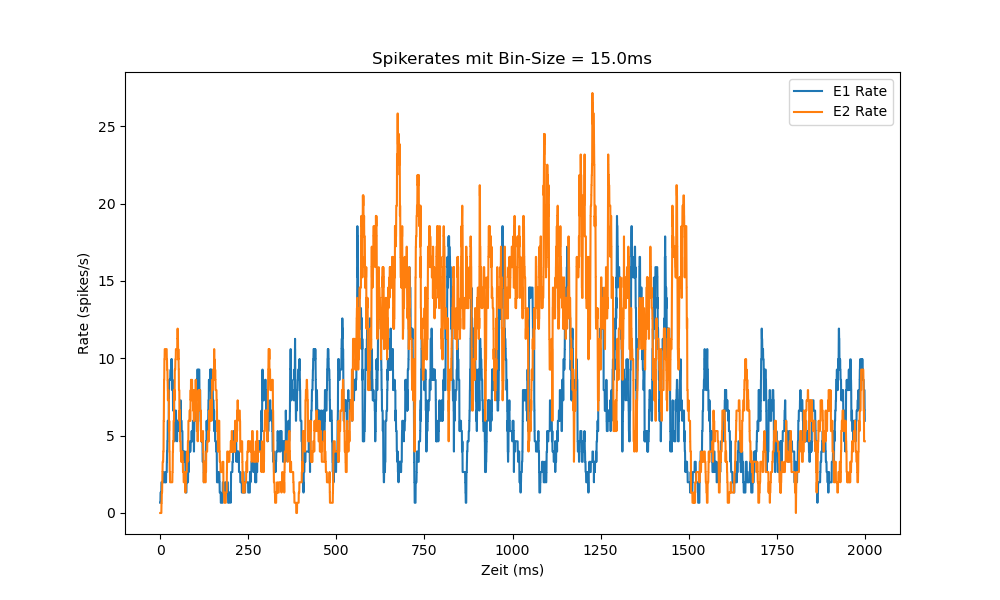 Spikerates mit Bin-Size = 15.0ms
E1 Rate
E2 Rate
25
20
15
10
5
0
Rate (spikes/s)
0 250 500 750 1000 1250 1500 1750 2000
Zeit (ms)